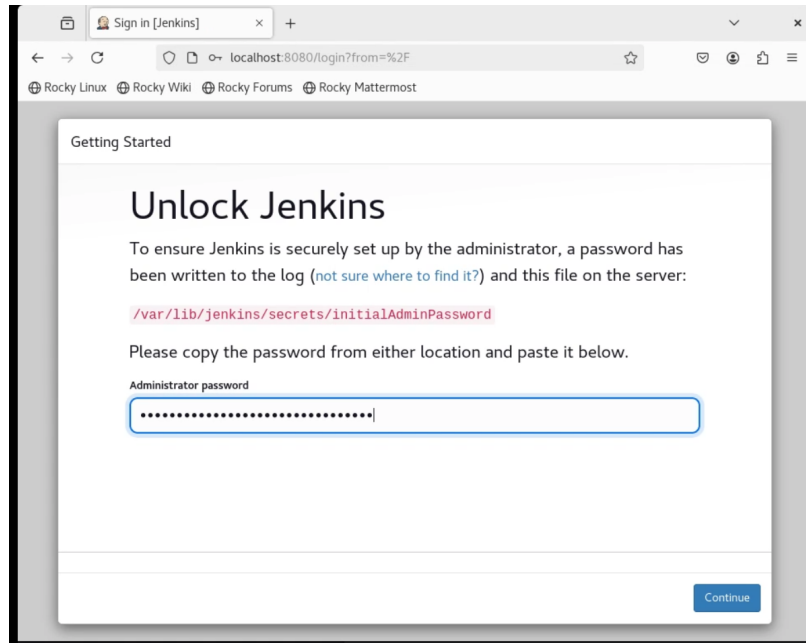 Sign in [Jenkins]
localhost:8080/login?from=%2F
Rocky Linux Rocky Wiki Rocky Forums Rocky Mattermost
Getting Started
Unlock Jenkins
To ensure Jenkins is securely set up by the administrator, a password has
been written to the log (not sure where to find it?) and this file on the server:
/var/lib/jenkins/secrets/initialAdminPassword
Please copy the password from either location and paste it below.
Administrator password
••••••••••••••••••••••••••••••••
Continue